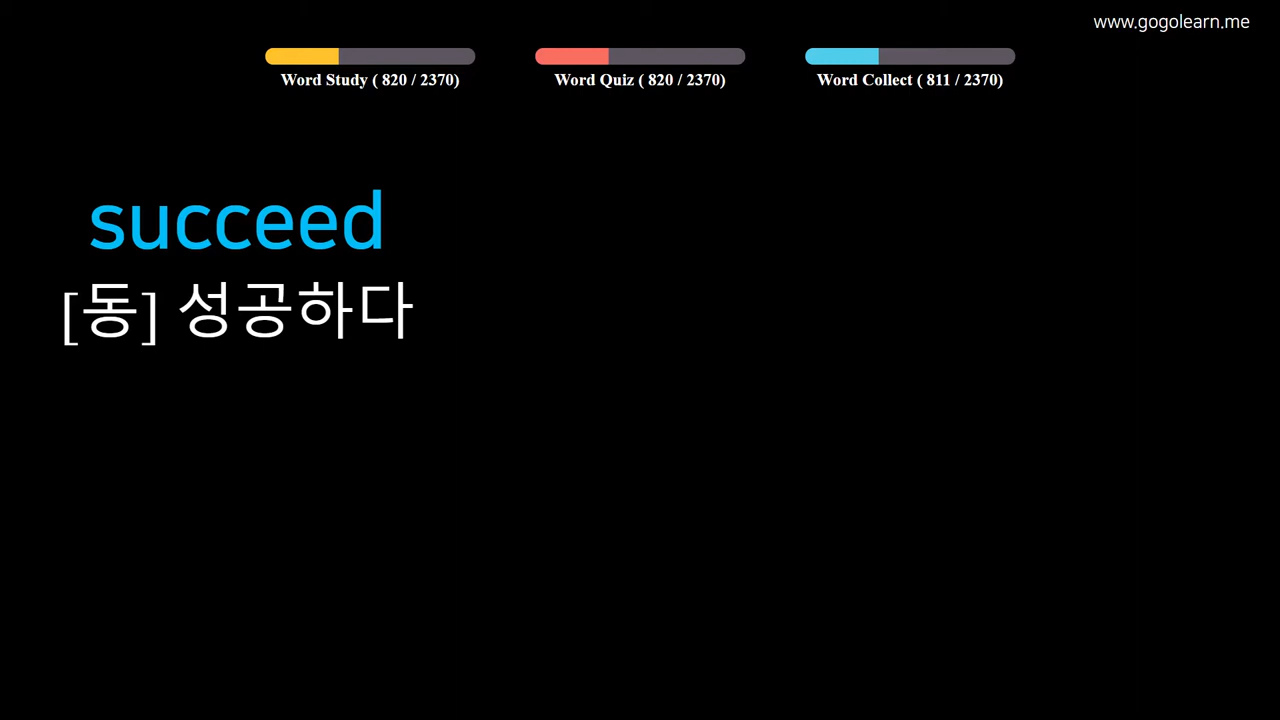 www.gogolearn.me
Word Study ( 820 / 2370)
Word Quiz ( 820 / 2370)
Word Collect ( 811 / 2370)
succeed
[동] 성공하다